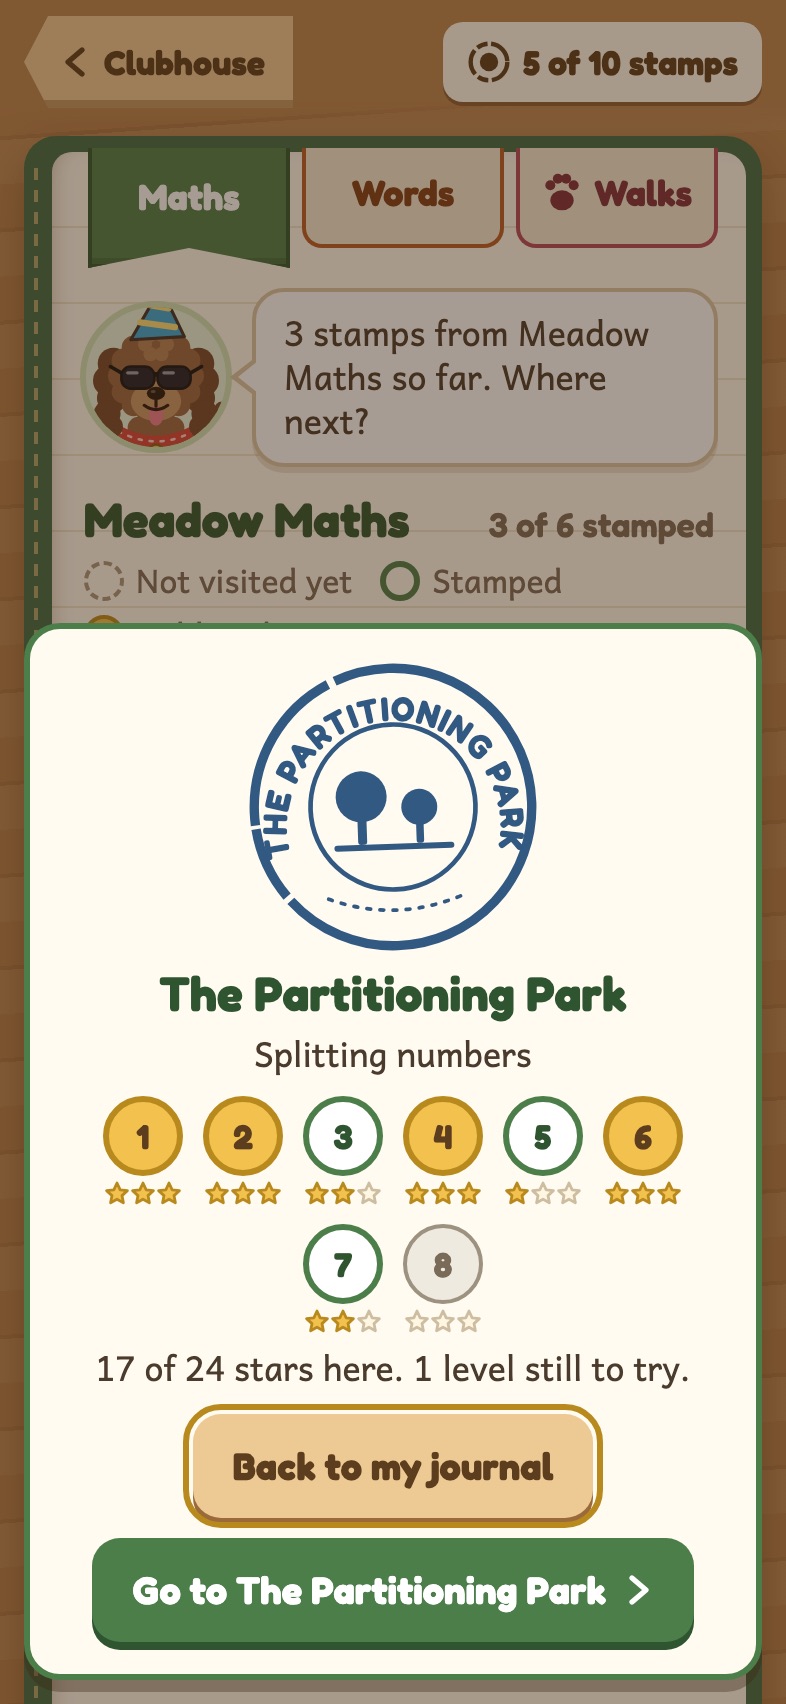 Clubhouse
5 of 10 stamps
Maths
Words
Walks
3 stamps from Meadow
Maths so far. Where
next?
Meadow Maths
3 of 6 stamped
Not visited yet
Stamped
THE PARTITIONING PARK
The Partitioning Park
Splitting numbers
1 2 3 4 5 6
7 8
17 of 24 stars here. 1 level still to try.
Back to my journal
Go to The Partitioning Park